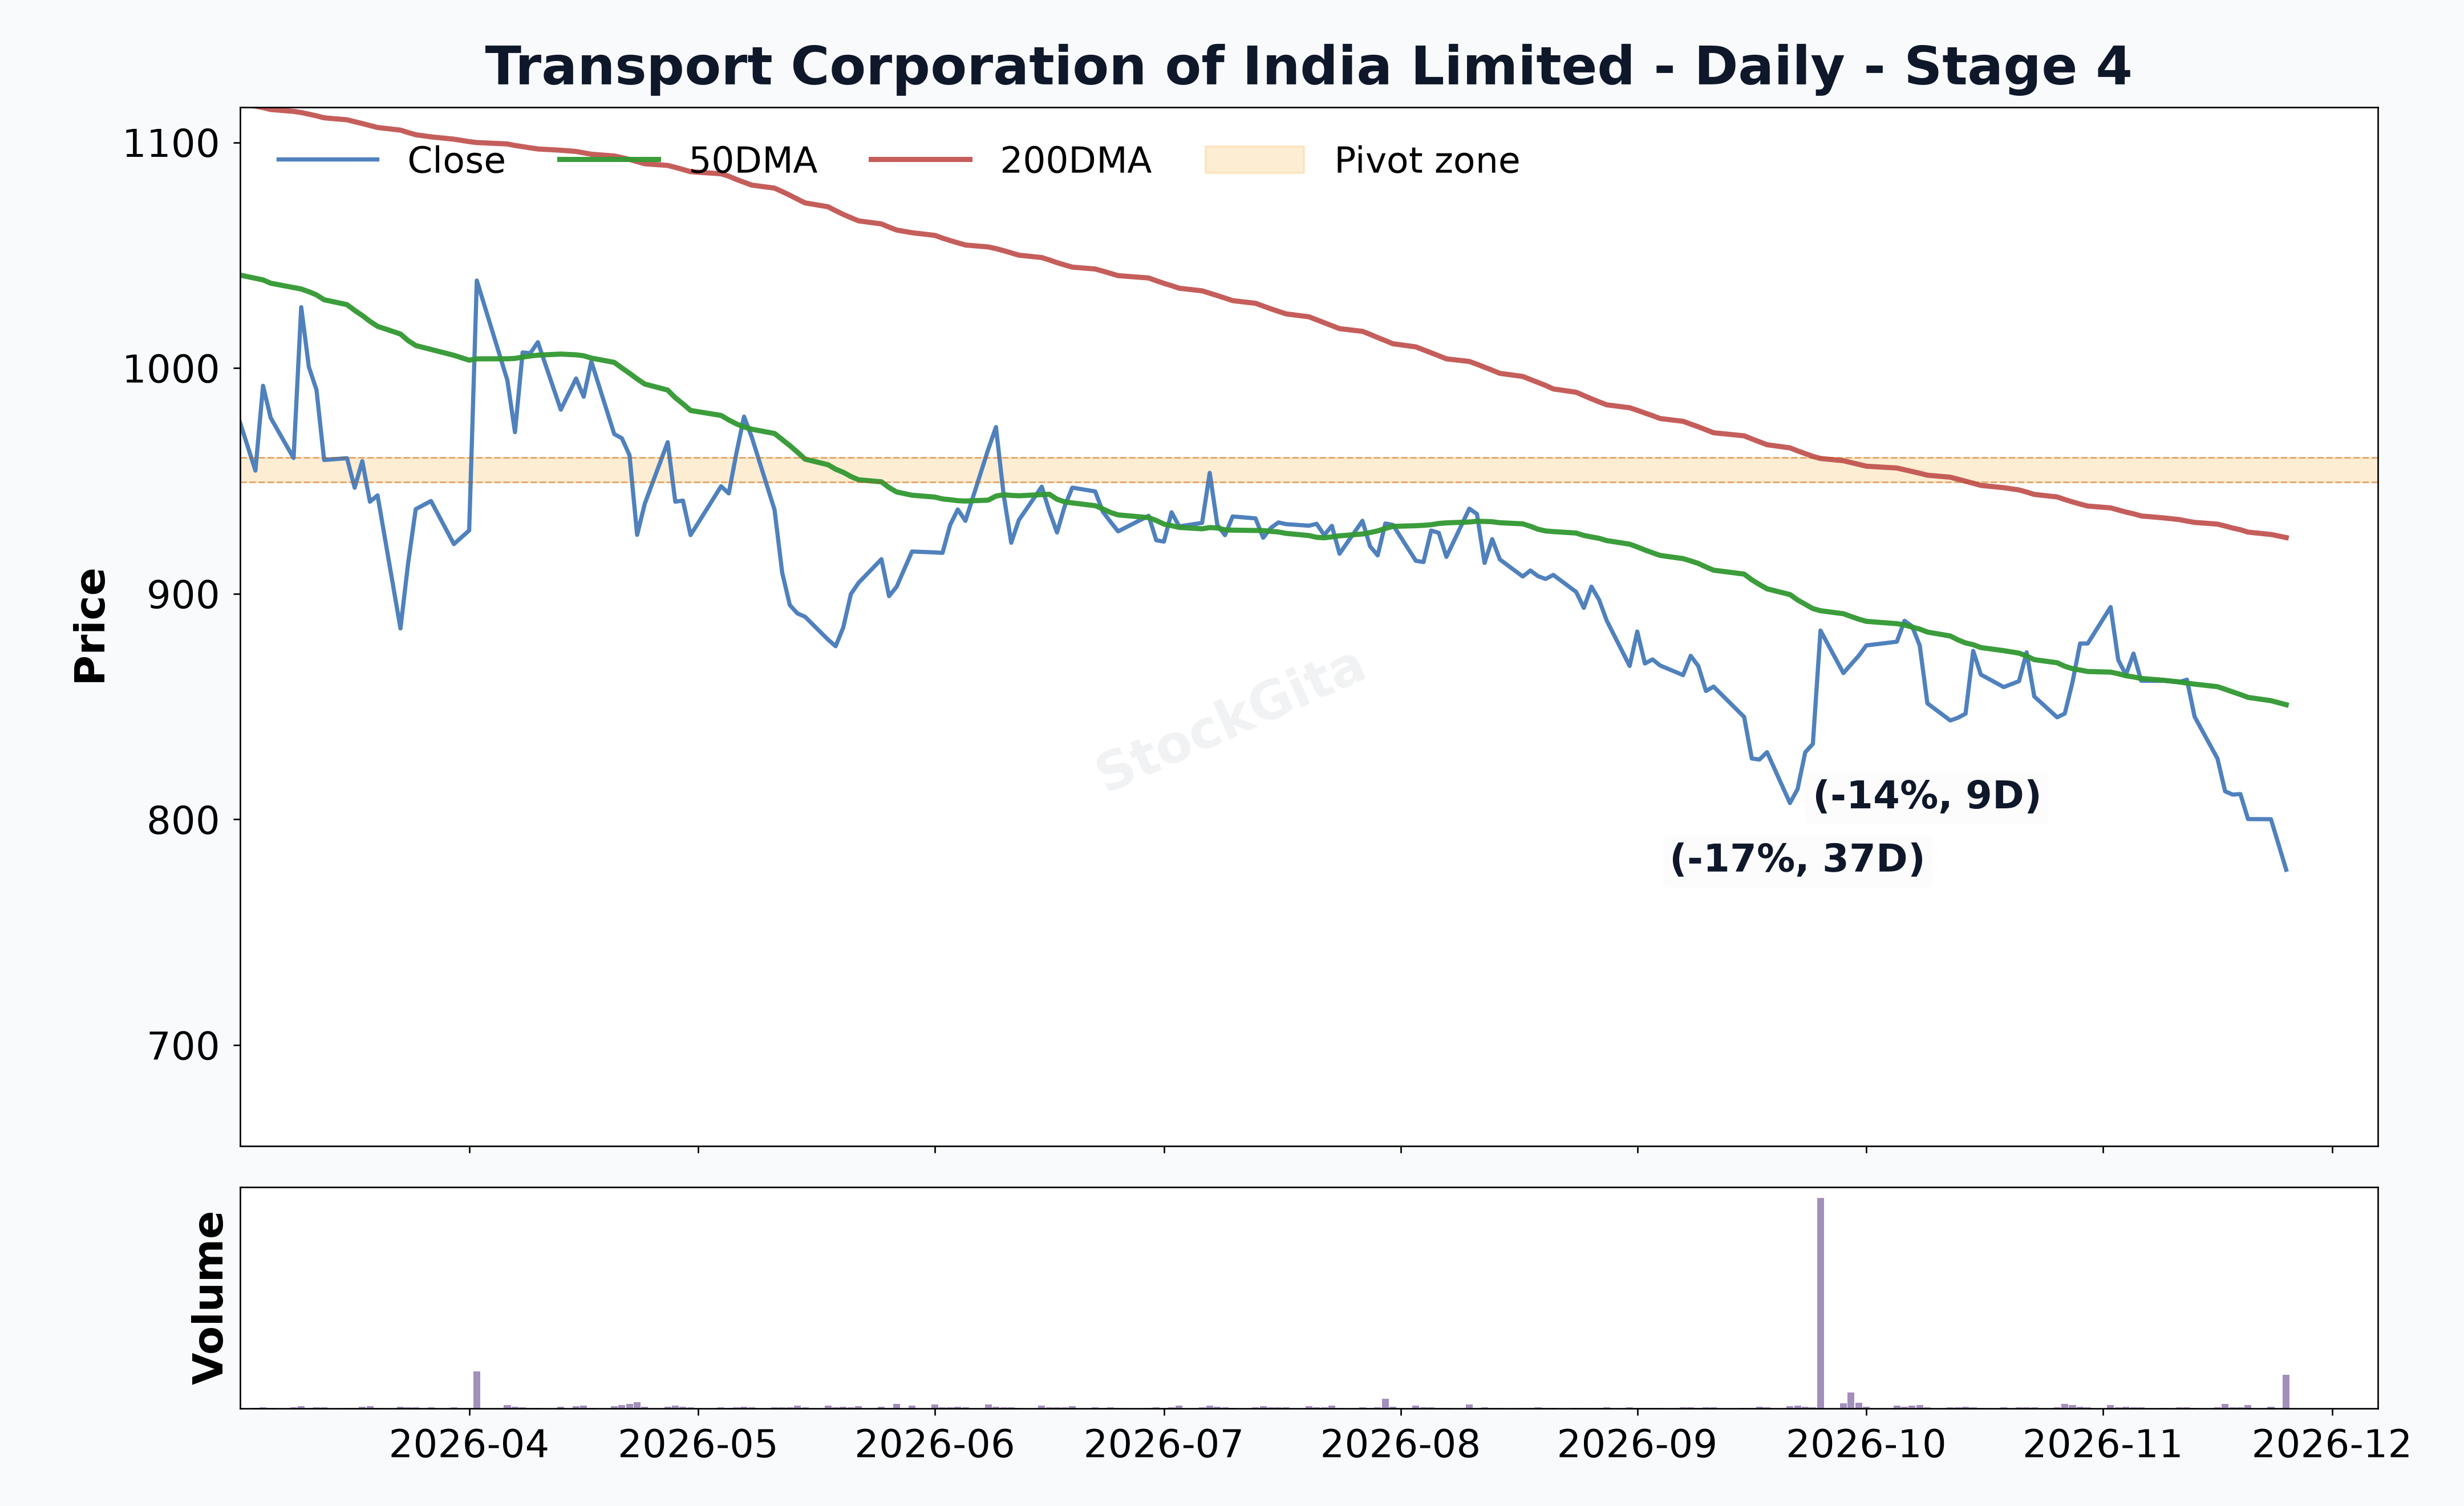 Transport Corporation of India Limited - Daily - Stage 4
Close 50DMA 200DMA Pivot zone
1100
1000
900
800
700
Price
StockGita
(-14%, 9D)
(-17%, 37D)
Volume
2026-04 2026-05 2026-06 2026-07 2026-08 2026-09 2026-10 2026-11 2026-12